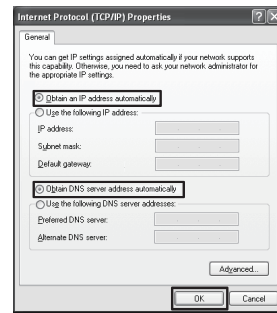 Internet Protocol (TCP/IP) Properties
General
You can get IP settings assigned automatically if your network supports
this capability. Otherwise, you need to ask your network administrator for
the appropriate IP settings.
Obtain an IP address automatically
Use the following IP address:
IP address:
Subnet mask:
Default gateway:
Obtain DNS server address automatically
Use the following DNS server addresses:
Preferred DNS server:
Alternate DNS server:
Advanced...
OK
Cancel